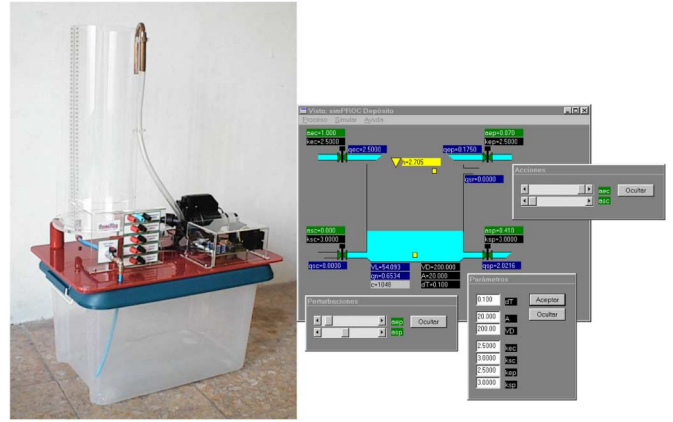 Vista. simPROC Depósito
Proceso Simular Ayuda
aec=1.000
kec=2.5000
qec=2.5000
h=2.705
aep=0.070
kep=2.5000
qep=0.1750
qsr=0.0000
asc=0.000
ksc=3.0000
qsc=0.0000
asp=0.410
ksp=3.0000
qsp=2.0216
VL=54.093 VD=200.000
qn=0.6534 A=20.000
c=1046 dT=0.100
Acciones
aec Ocultar
asc
Perturbaciones
aep Ocultar
asp
Parámetros
0.100 dT Aceptar
20.000 A Ocultar
200.00 VD
2.5000 kec
3.0000 ksc
2.5000 kep
3.0000 ksp